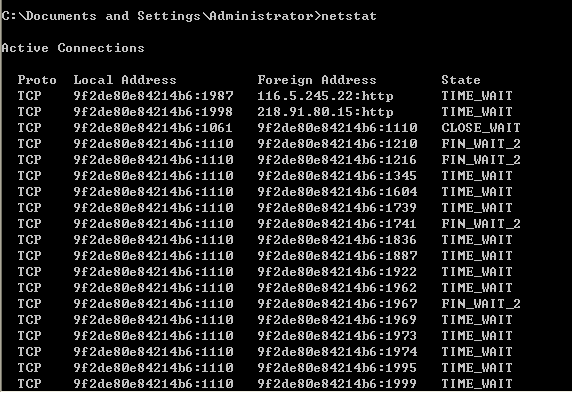 C:\Documents and Settings\Administrator>netstat
Active Connections
Proto Local Address Foreign Address State
TCP 9f2de80e84214b6:1987 116.5.245.22:http TIME_WAIT
TCP 9f2de80e84214b6:1998 218.91.80.15:http TIME_WAIT
TCP 9f2de80e84214b6:1061 9f2de80e84214b6:1110 CLOSE_WAIT
TCP 9f2de80e84214b6:1110 9f2de80e84214b6:1210 FIN_WAIT_2
TCP 9f2de80e84214b6:1110 9f2de80e84214b6:1216 FIN_WAIT_2
TCP 9f2de80e84214b6:1110 9f2de80e84214b6:1345 TIME_WAIT
TCP 9f2de80e84214b6:1110 9f2de80e84214b6:1604 TIME_WAIT
TCP 9f2de80e84214b6:1110 9f2de80e84214b6:1739 TIME_WAIT
TCP 9f2de80e84214b6:1110 9f2de80e84214b6:1741 FIN_WAIT_2
TCP 9f2de80e84214b6:1110 9f2de80e84214b6:1836 TIME_WAIT
TCP 9f2de80e84214b6:1110 9f2de80e84214b6:1887 TIME_WAIT
TCP 9f2de80e84214b6:1110 9f2de80e84214b6:1922 TIME_WAIT
TCP 9f2de80e84214b6:1110 9f2de80e84214b6:1962 TIME_WAIT
TCP 9f2de80e84214b6:1110 9f2de80e84214b6:1967 FIN_WAIT_2
TCP 9f2de80e84214b6:1110 9f2de80e84214b6:1969 TIME_WAIT
TCP 9f2de80e84214b6:1110 9f2de80e84214b6:1973 TIME_WAIT
TCP 9f2de80e84214b6:1110 9f2de80e84214b6:1974 TIME_WAIT
TCP 9f2de80e84214b6:1110 9f2de80e84214b6:1995 TIME_WAIT
TCP 9f2de80e84214b6:1110 9f2de80e84214b6:1999 TIME_WAIT